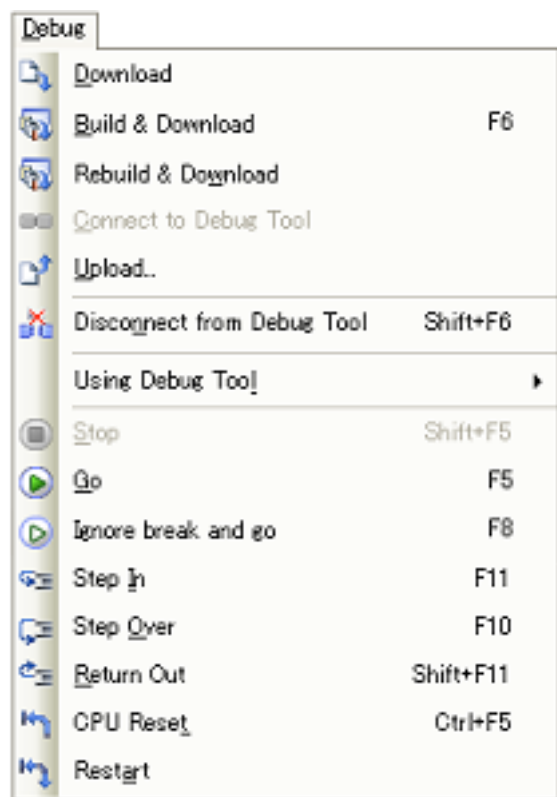 Debug
Download
Build & Download F6
Rebuild & Download
Connect to Debug Tool
Upload..
Disconnect from Debug Tool Shift+F6
Using Debug Tool
Stop Shift+F5
Go F5
Ignore break and go F8
Step In F11
Step Over F10
Return Out Shift+F11
CPU Reset Ctrl+F5
Restart